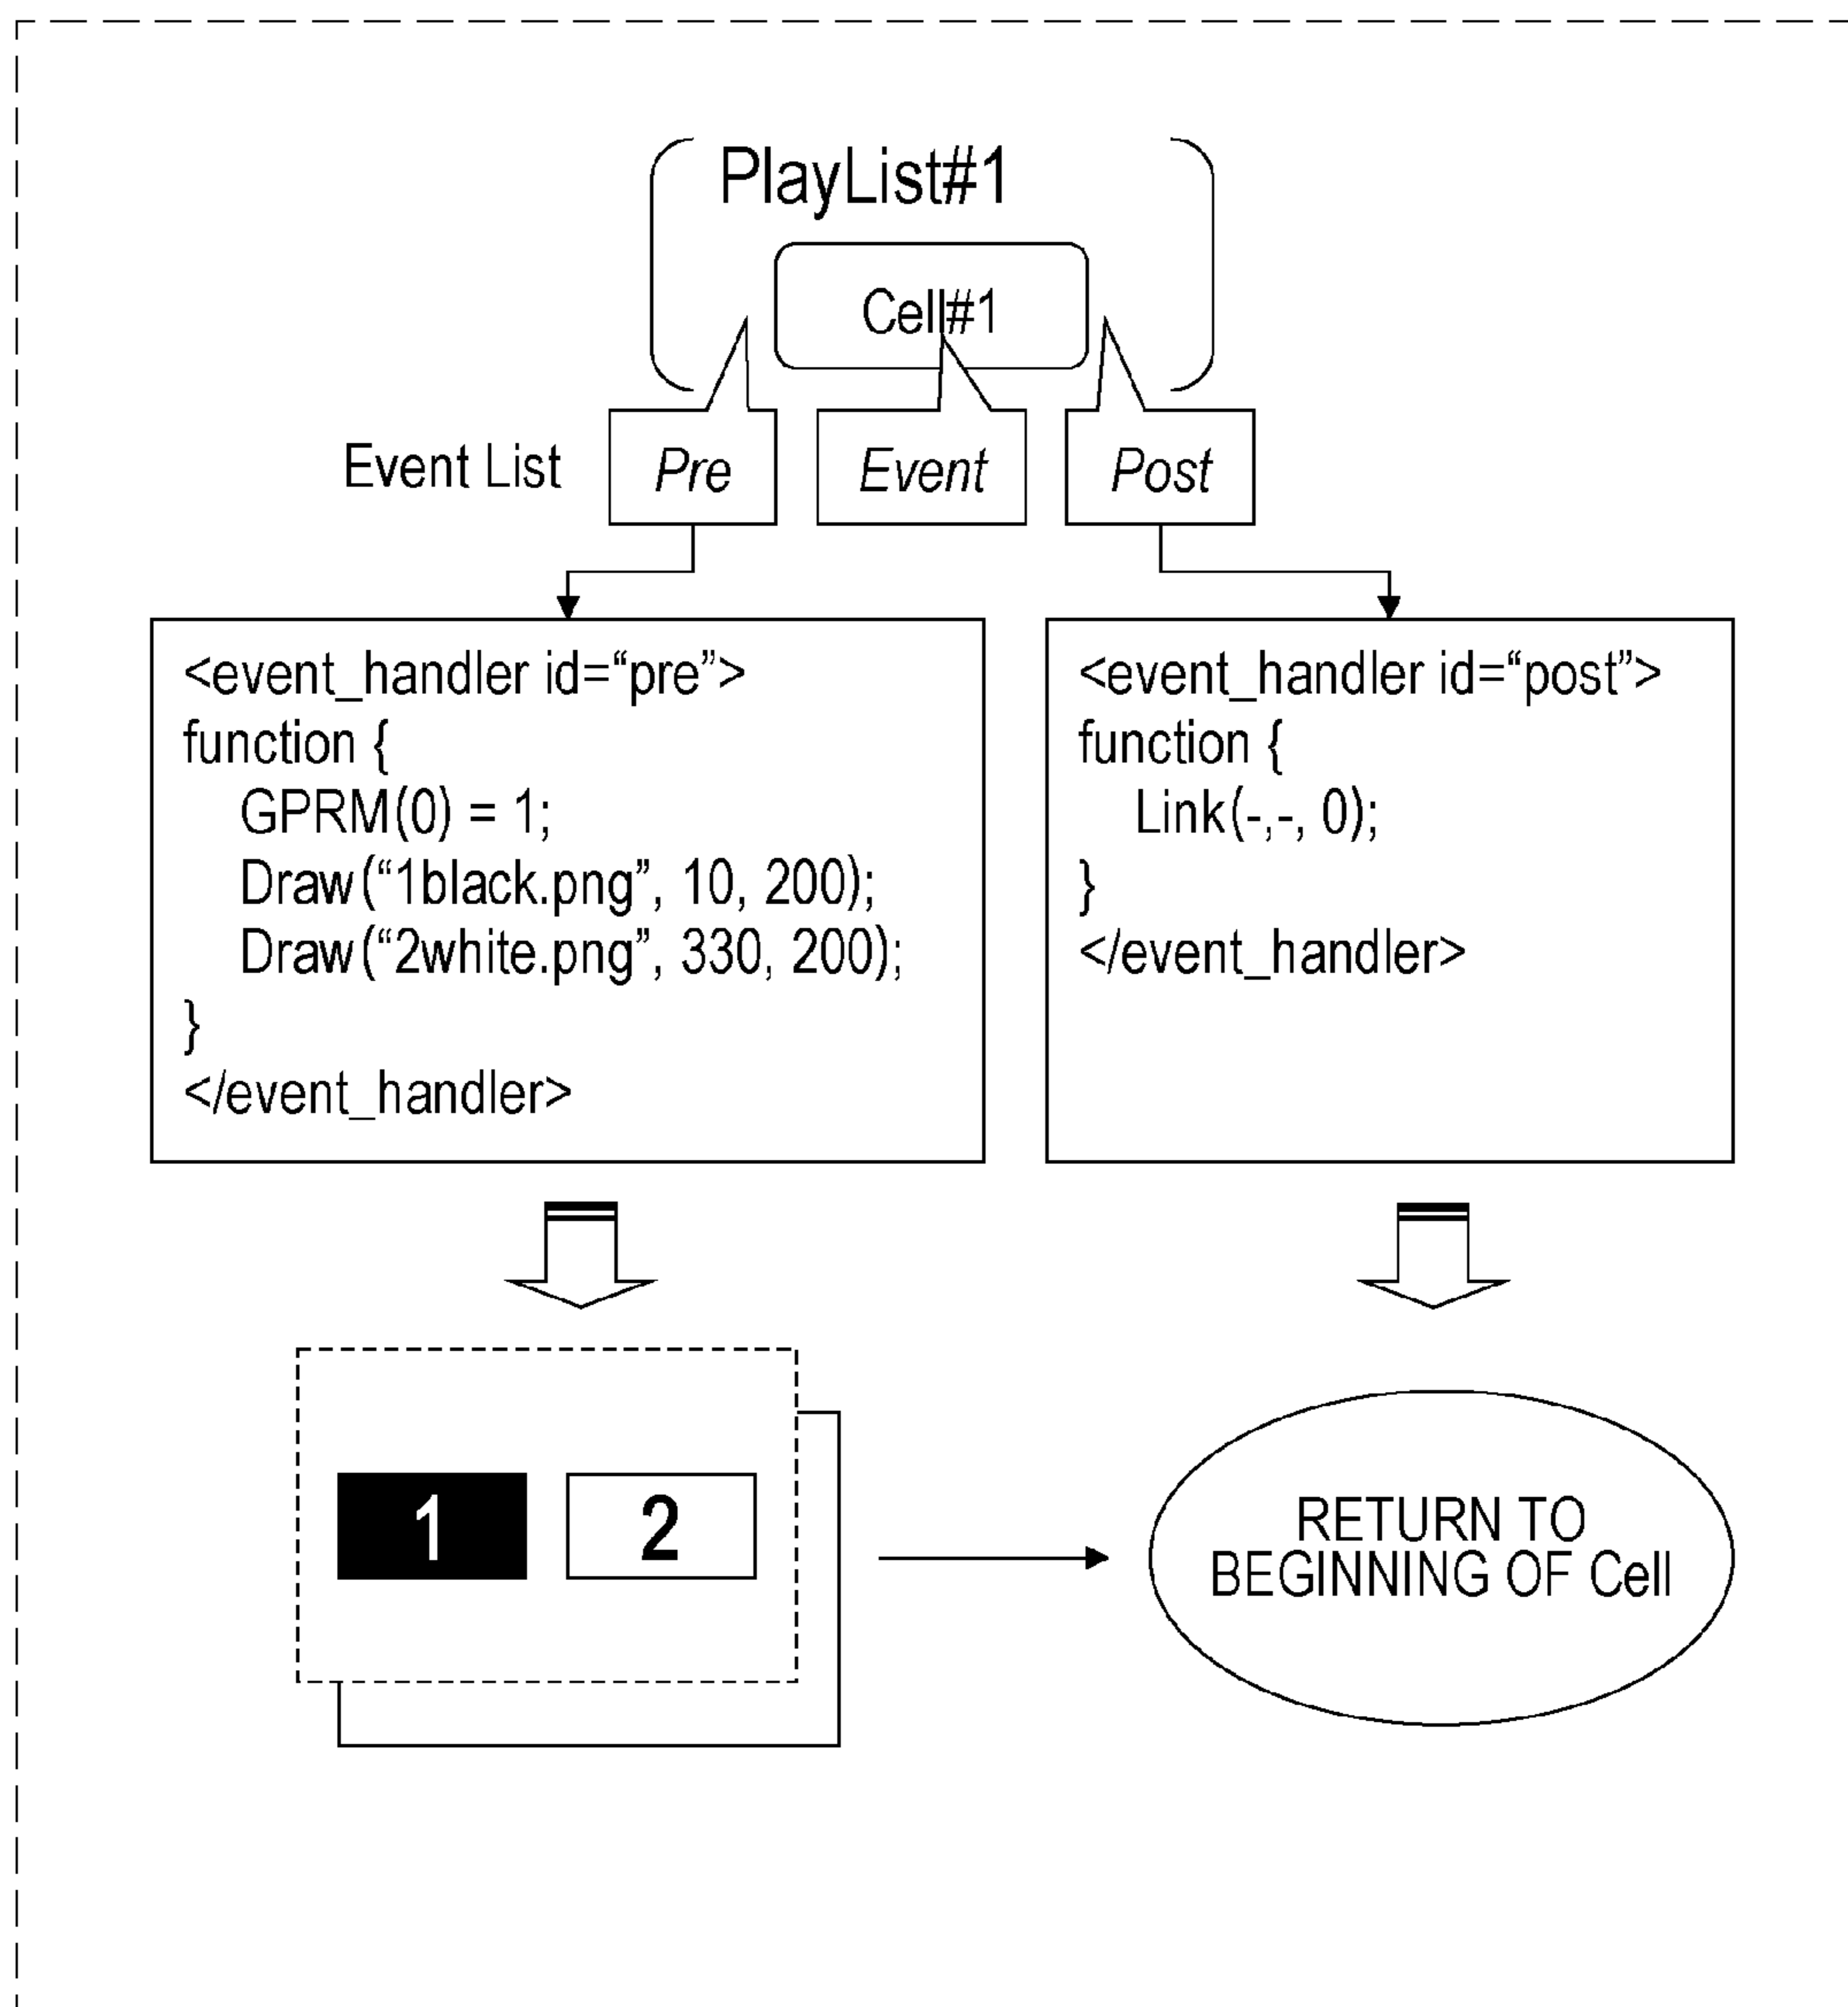 PlayList#1
Cell#1
Event List
Pre
Event
Post
<event_handler id=“pre”>
function {
GPRM(0) = 1;
Draw(“1black.png”, 10, 200);
Draw(“2white.png”, 330, 200);
}
</event_handler>
<event_handler id=“post”>
function {
Link(-,-, 0);
}
</event_handler>
1
2
RETURN TO
BEGINNING OF Cell